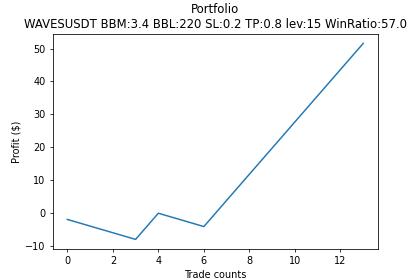 Portfolio
WAVESUSDT BBM:3.4 BBL:220 SL:0.2 TP:0.8 lev:15 WinRatio:57.0
Profit ($)
50
40
30
20
10
0
−10
0 2 4 6 8 10 12
Trade counts